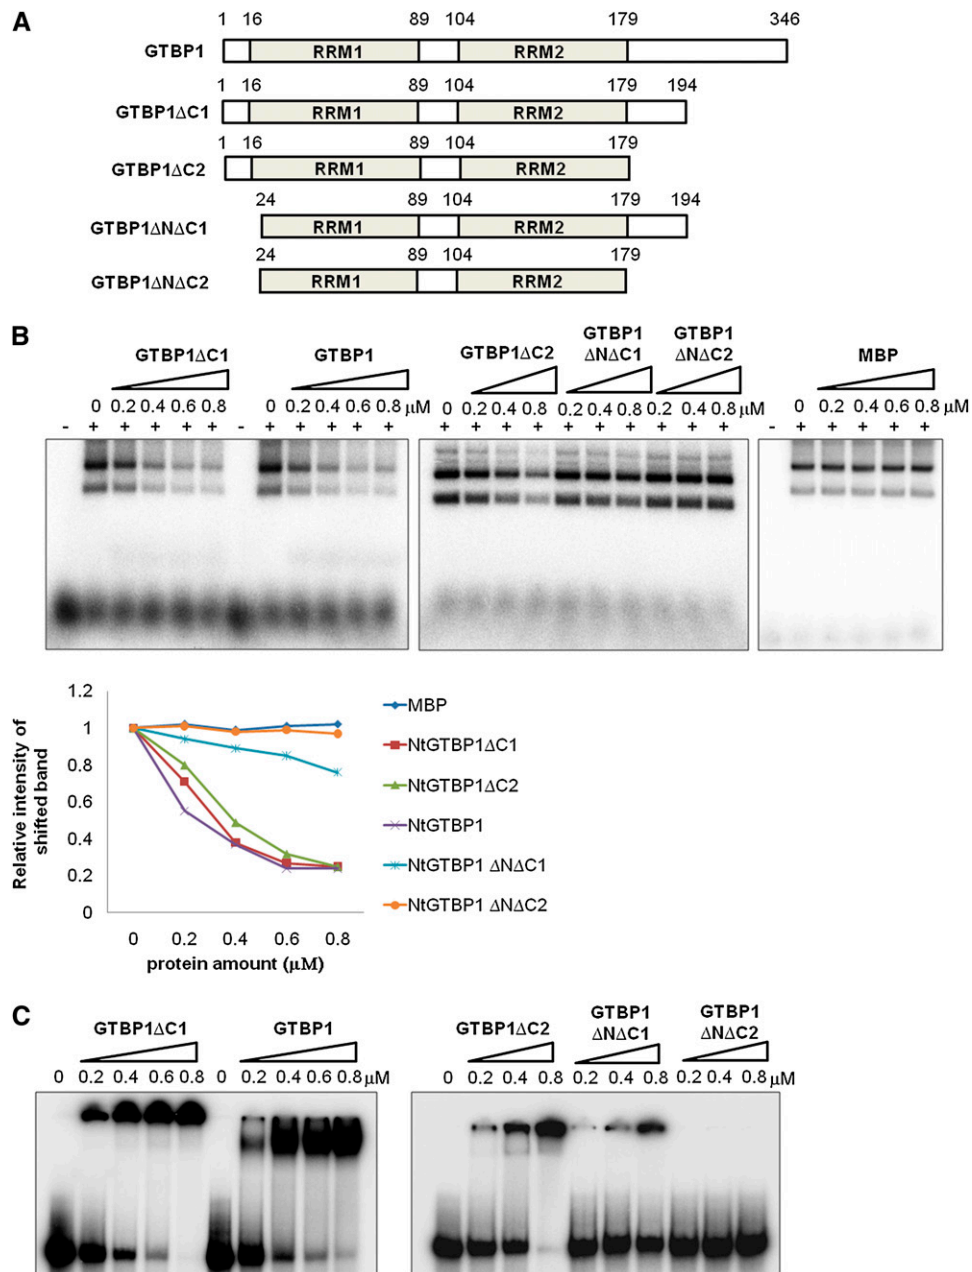 A
1 16 89 104 179 346
GTBP1 RRM1 RRM2
1 16 89 104 179 194
GTBP1ΔC1 RRM1 RRM2
1 16 89 104 179
GTBP1ΔC2 RRM1 RRM2
24 89 104 179 194
GTBP1ΔNΔC1 RRM1 RRM2
24 89 104 179
GTBP1ΔNΔC2 RRM1 RRM2
B
GTBP1ΔC1 GTBP1 GTBP1ΔC2 GTBP1 ΔNΔC1 GTBP1 ΔNΔC2 MBP
0 0.2 0.4 0.6 0.8 0 0.2 0.4 0.6 0.8 μM 0 0.2 0.4 0.8 0.2 0.4 0.8 0.2 0.4 0.8 μM 0 0.2 0.4 0.6 0.8 μM
- + + + + + - + + + + + + + + + + + + + + + - + + + + +
Relative intensity of
shifted band
1.2
1
0.8
0.6
0.4
0.2
0
0 0.2 0.4 0.6 0.8
protein amount (μM)
MBP
NtGTBP1ΔC1
NtGTBP1ΔC2
NtGTBP1
NtGTBP1 ΔNΔC1
NtGTBP1 ΔNΔC2
C
GTBP1ΔC1 GTBP1 GTBP1ΔC2 GTBP1 ΔNΔC1 GTBP1 ΔNΔC2
0 0.2 0.4 0.6 0.8 0 0.2 0.4 0.6 0.8 μM 0 0.2 0.4 0.8 0.2 0.4 0.8 0.2 0.4 0.8 μM